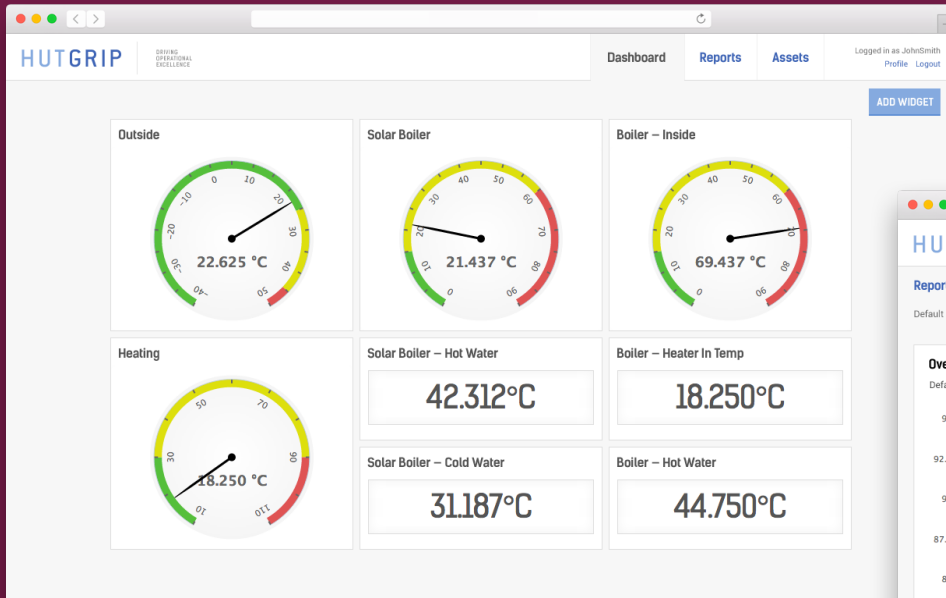 HUTGRIP
DRIVING
OPERATIONAL
EXCELLENCE
Dashboard
Reports
Assets
Logged in as JohnSmith
Profile Logout
ADD WIDGET
Outside
-40 -30 -20 -10 0 10 20 30 40 50
22.625 °C
Solar Boiler
0 10 20 30 40 50 60 70 80 90
21.437 °C
Boiler – Inside
0 10 20 30 40 50 60 70 80 90
69.437 °C
Heating
10 30 50 70 90 110
18.250 °C
Solar Boiler – Hot Water
42.312°C
Boiler – Heater In Temp
18.250°C
Solar Boiler – Cold Water
31.187°C
Boiler – Hot Water
44.750°C
HU
Repor
Default
Ove
Defa
9
92.
9
87.
8